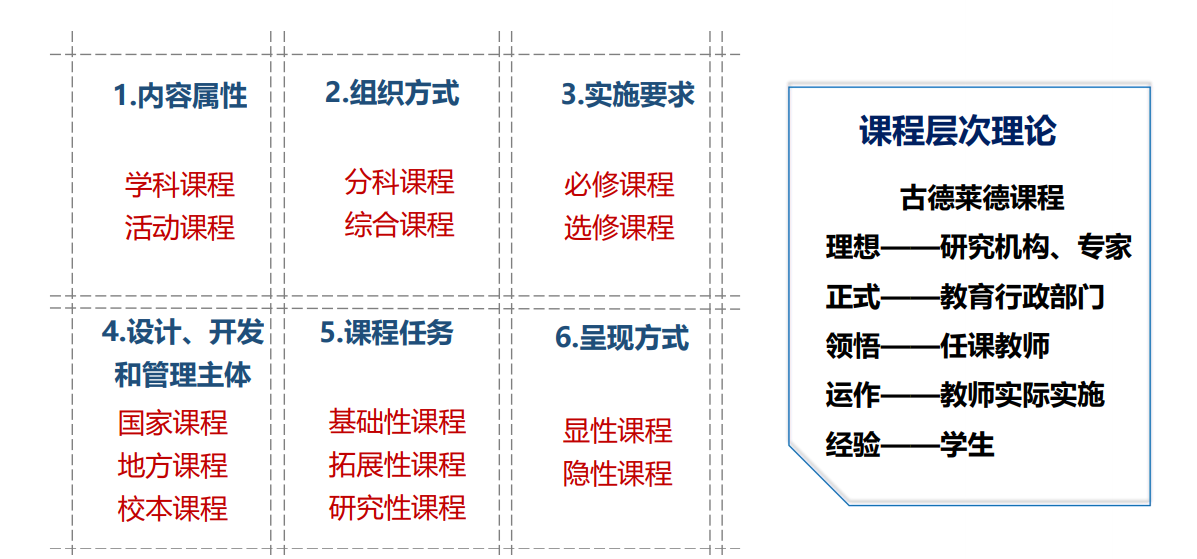 1.内容属性
学科课程
活动课程
2.组织方式
分科课程
综合课程
3.实施要求
必修课程
选修课程
4.设计、开发
和管理主体
国家课程
地方课程
校本课程
5.课程任务
基础性课程
拓展性课程
研究性课程
6.呈现方式
显性课程
隐性课程
课程层次理论
古德莱德课程
理想——研究机构、专家
正式——教育行政部门
领悟——任课教师
运作——教师实际实施
经验——学生